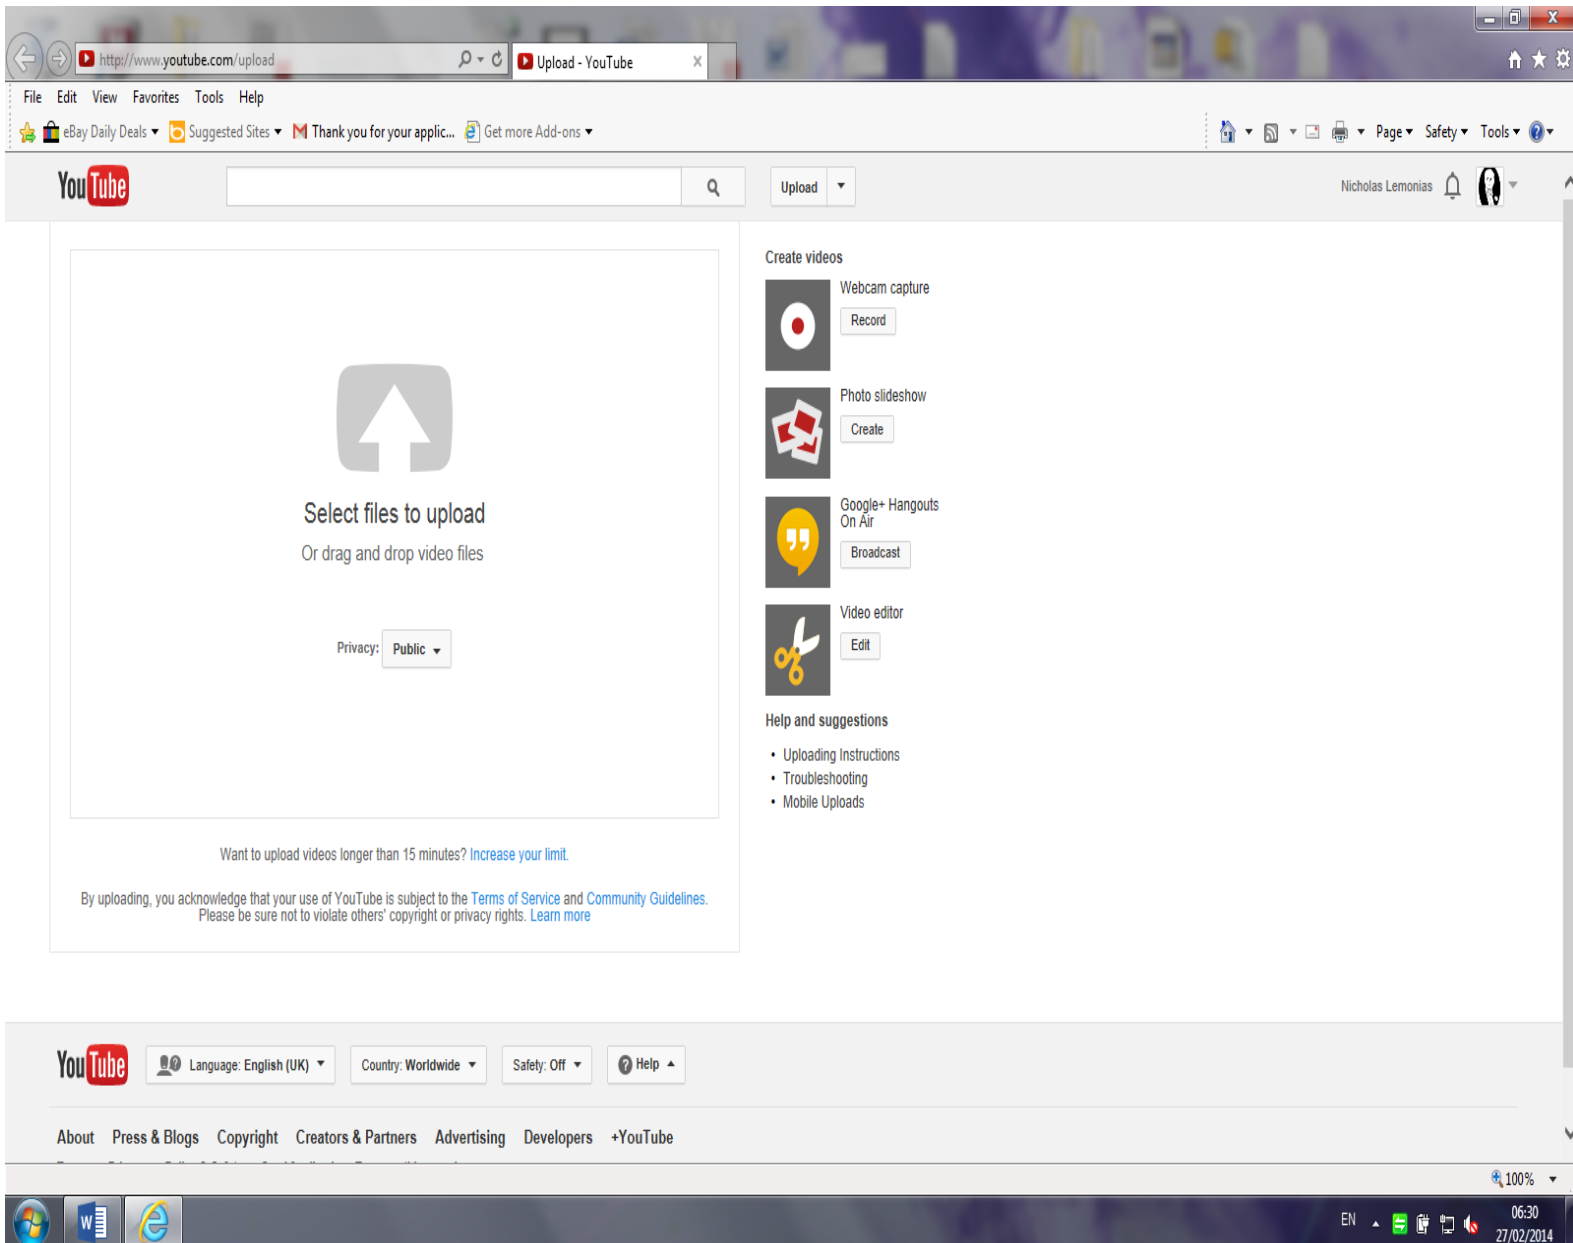 http://www.youtube.com/upload
Upload - YouTube
File Edit View Favorites Tools Help
eBay Daily Deals Suggested Sites Thank you for your applic... Get more Add-ons
Page Safety Tools
YouTube
Upload
Nicholas Lemonias
Select files to upload
Or drag and drop video files
Privacy: Public
Want to upload videos longer than 15 minutes? Increase your limit.
By uploading, you acknowledge that your use of YouTube is subject to the Terms of Service and Community Guidelines.
Please be sure not to violate others' copyright or privacy rights. Learn more
Create videos
Webcam capture
Record
Photo slideshow
Create
Google+ Hangouts
On Air
Broadcast
Video editor
Edit
Help and suggestions
• Uploading Instructions
• Troubleshooting
• Mobile Uploads
YouTube
Language: English (UK)
Country: Worldwide
Safety: Off
Help
About Press & Blogs Copyright Creators & Partners Advertising Developers +YouTube
100%
EN
06:30
27/02/2014